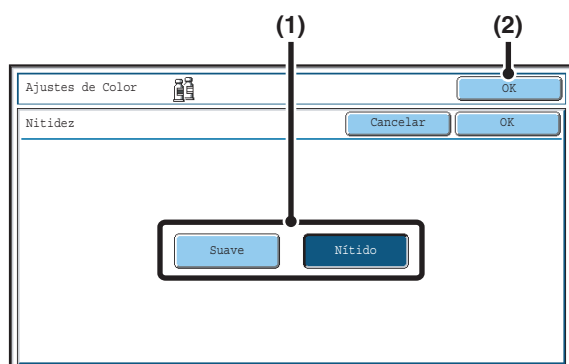 (1) (2)
Ajustes de Color OK
Nitidez Cancelar OK
Suave Nítido